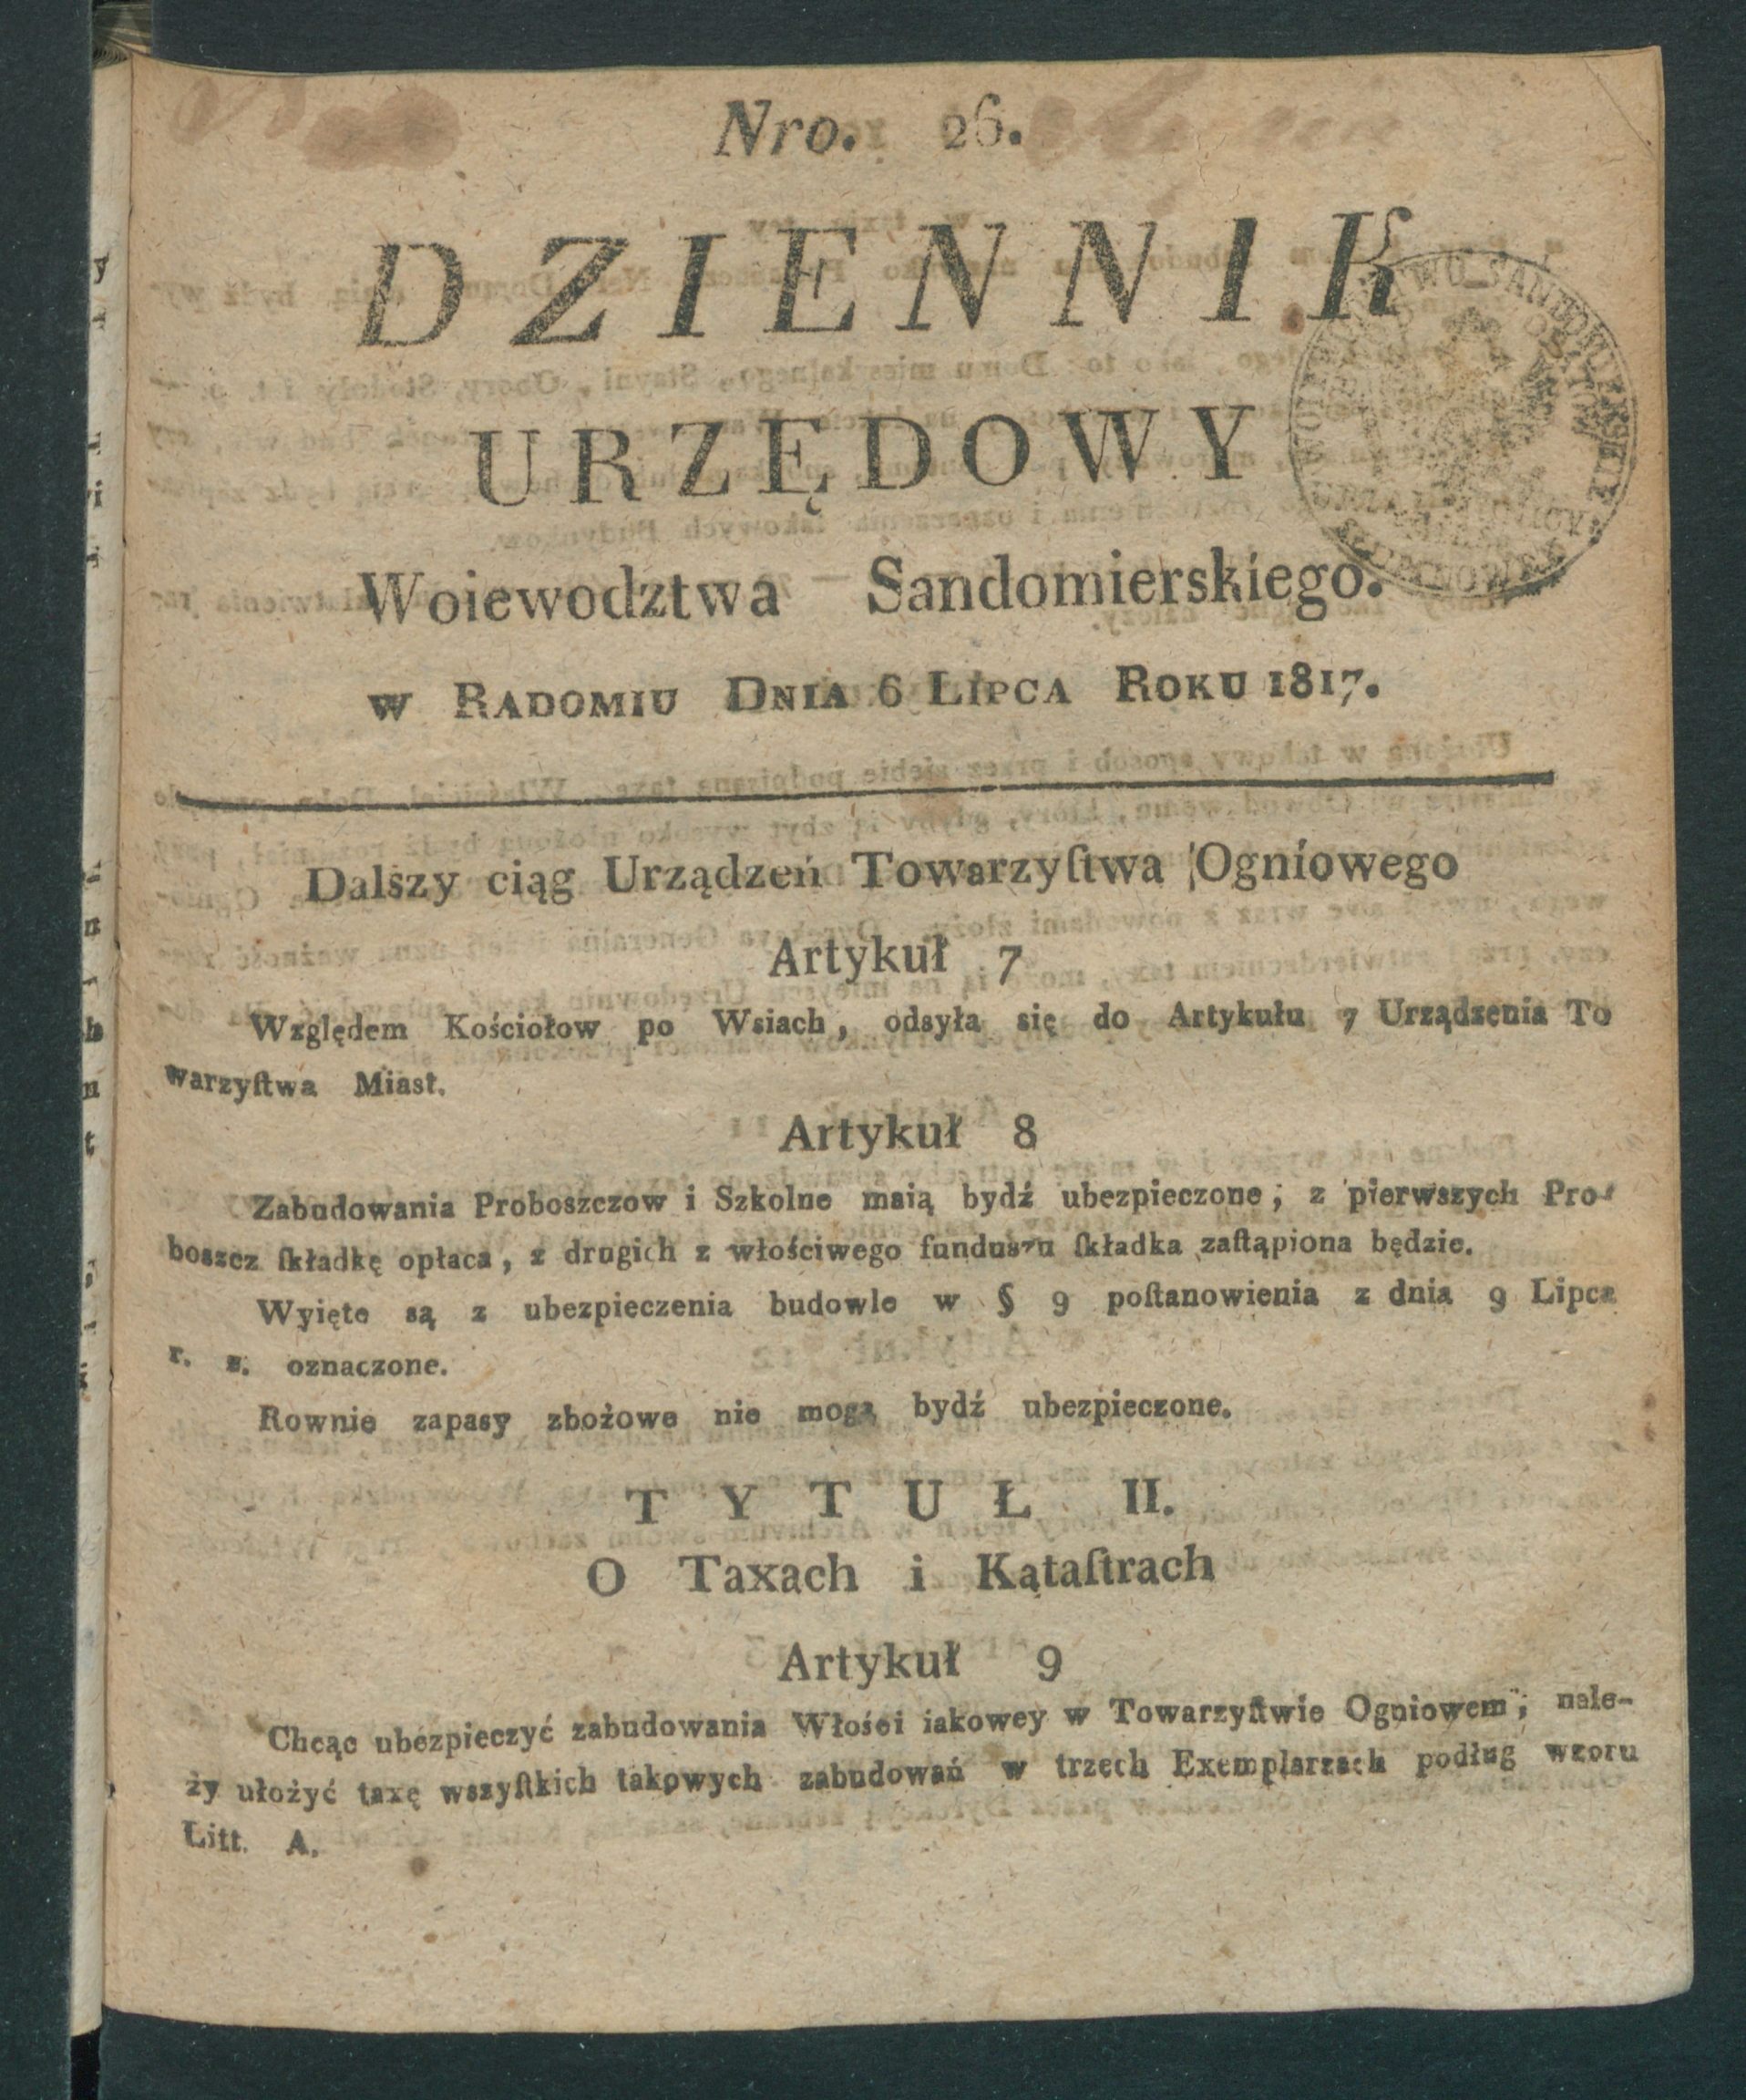 Nro. 26.
DZIENNIK
URZĘDOWY
Woiewodztwa Sandomierskiego.
w Radomiu Dnia 6 Lipca Roku 1817.
Dalszy ciąg Urządzeń Towarzyſtwa Ogniowego
Artykuł 7
Względem Kościołow po Wsiach, odsyła się do Artykułu 7 Urządzenia To
warzyſtwa Miast.
Artykuł 8
Zabudowania Proboszczow i Szkolne maią bydź ubezpieczone; z pierwszych Pro-
boszcz ſkładkę opłaca, z drugich z włościwego funduszu ſkładka zaſtąpiona będzie.
Wyięte są z ubezpieczenia budowle w § 9 poſtanowienia z dnia 9 Lipca
r. z. oznaczone.
Rownie zapasy zbożowe nie mogą bydź ubezpieczone.
TYTUŁ II.
O Taxach i Kątaſtrach
Artykuł 9
Chcąc ubezpieczyć zabudowania Włości iakowey w Towarzyſtwie Ogniowem; nale-
ży ułożyć taxę wszyſtkich takowych zabudowań w trzech Exemplarzach podług wzoru
Litt. A.